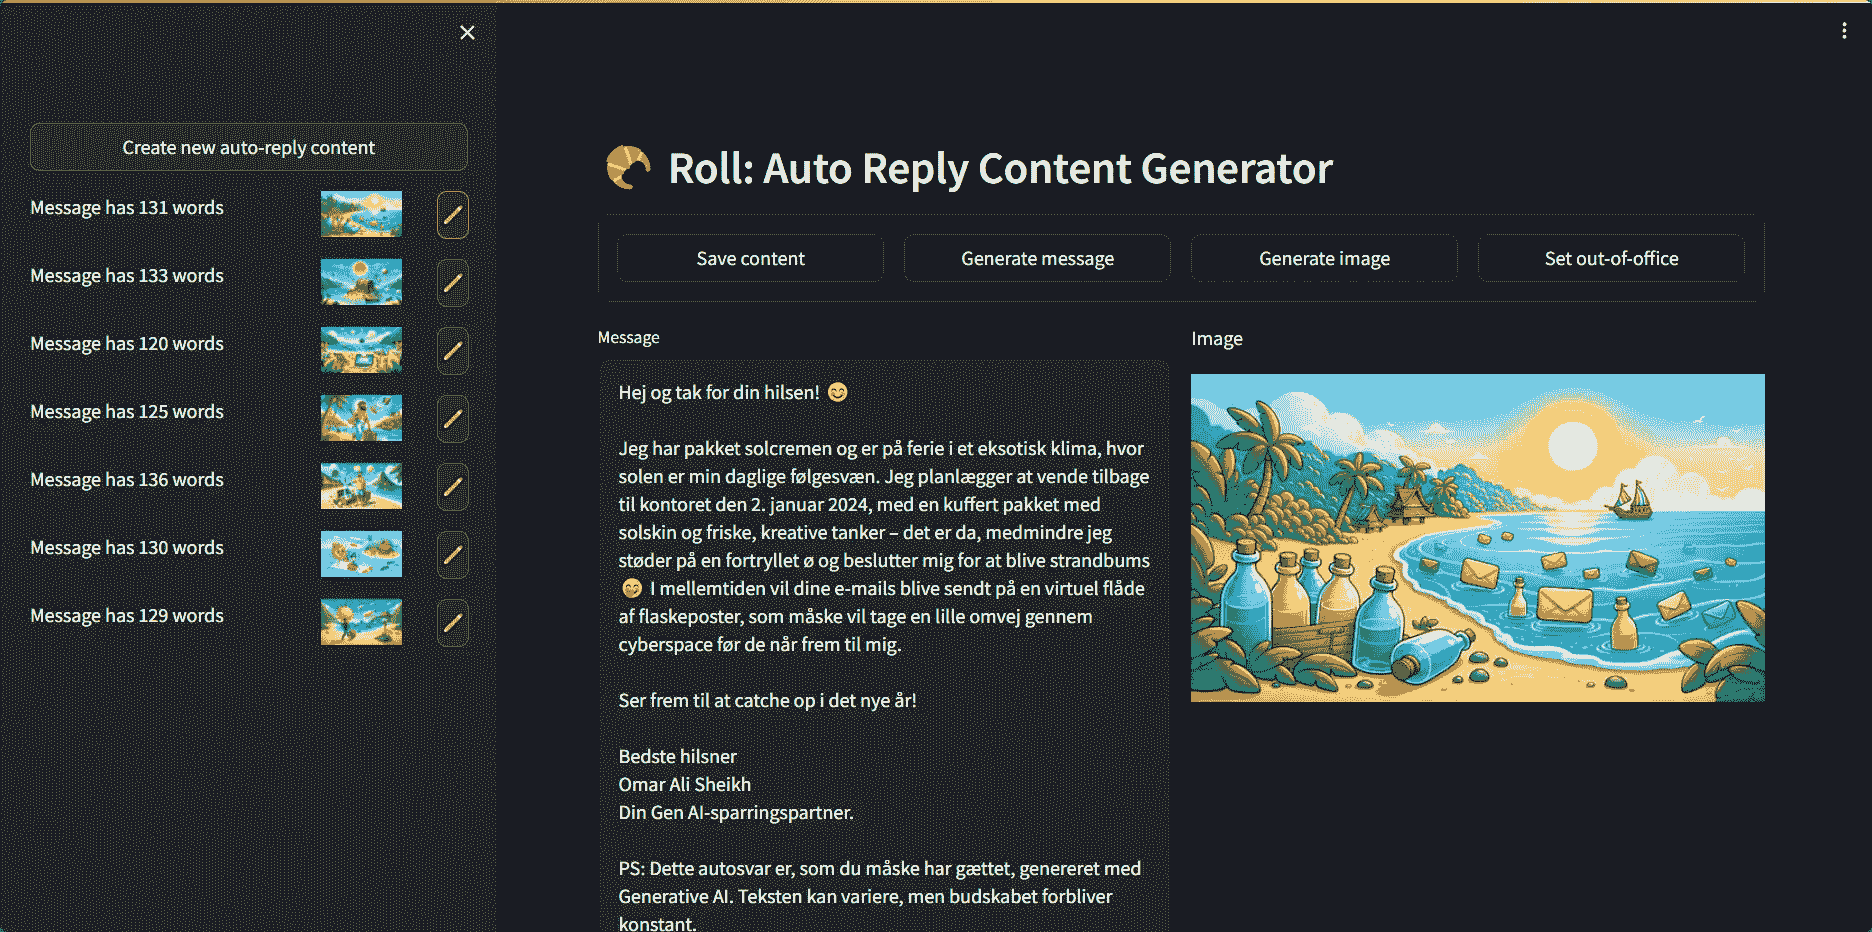 Create new auto-reply content
Message has 131 words
Message has 133 words
Message has 120 words
Message has 125 words
Message has 136 words
Message has 130 words
Message has 129 words
Roll: Auto Reply Content Generator
Save content
Generate message
Generate image
Set out-of-office
Message
Hej og tak for din hilsen! 😊
Jeg har pakket solcremen og er på ferie i et eksotisk klima, hvor
solen er min daglige følgesvæn. Jeg planlægger at vende tilbage
til kontoret den 2. januar 2024, med en kuffert pakket med
solskin og friske, kreative tanker – det er da, medmindre jeg
støder på en fortryllet ø og beslutter mig for at blive strandbums
😊 I mellemtiden vil dine e-mails blive sendt på en virtuel flåde
af flaskeposter, som måske vil tage en lille omvej gennem
cyberspace før de når frem til mig.
Ser frem til at catche op i det nye år!
Bedste hilsner
Omar Ali Sheikh
Din Gen AI-sparringspartner.
PS: Dette autosvar er, som du måske har gættet, genereret med
Generative AI. Teksten kan variere, men budskabet forbliver
konstant.
Image